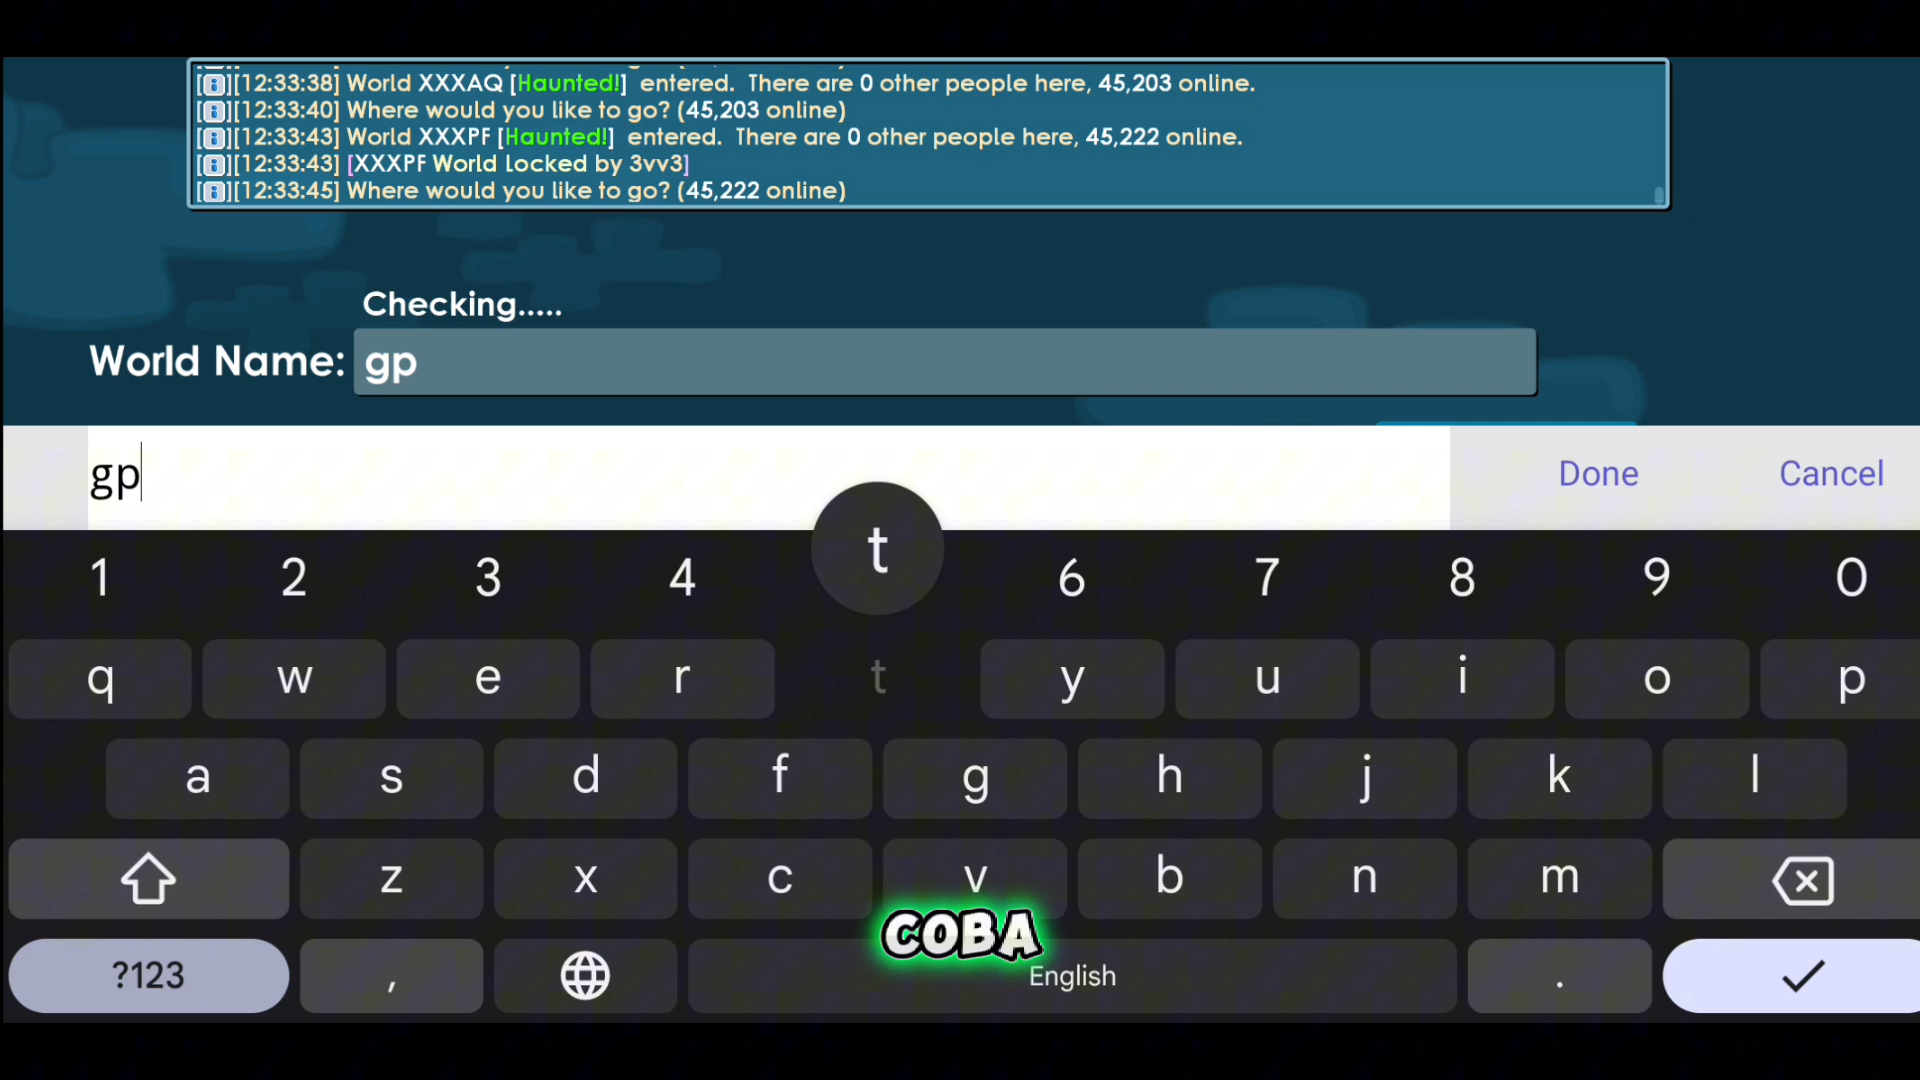 [i][12:33:38] World XXXAQ [Haunted!] entered. There are 0 other people here, 45,203 online.
[i][12:33:40] Where would you like to go? (45,203 online)
[i][12:33:43] World XXXPF [Haunted!] entered. There are 0 other people here, 45,222 online.
[i][12:33:43] [XXXPF World Locked by 3vv3]
[i][12:33:45] Where would you like to go? (45,222 online)
Checking.....
World Name: gp
gp Done Cancel
1 2 3 4 t 6 7 8 9 0
q w e r t y u i o p
a s d f g h j k l
z x c v b n m
COBA
?123 , English .